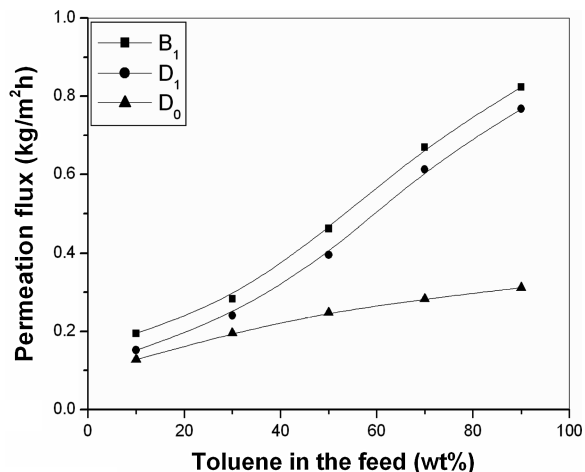 1.0
0.8
0.6
0.4
0.2
0.0
Permeation flux (kg/m²h)
B₁
D₁
D₀
0 20 40 60 80 100
Toluene in the feed (wt%)